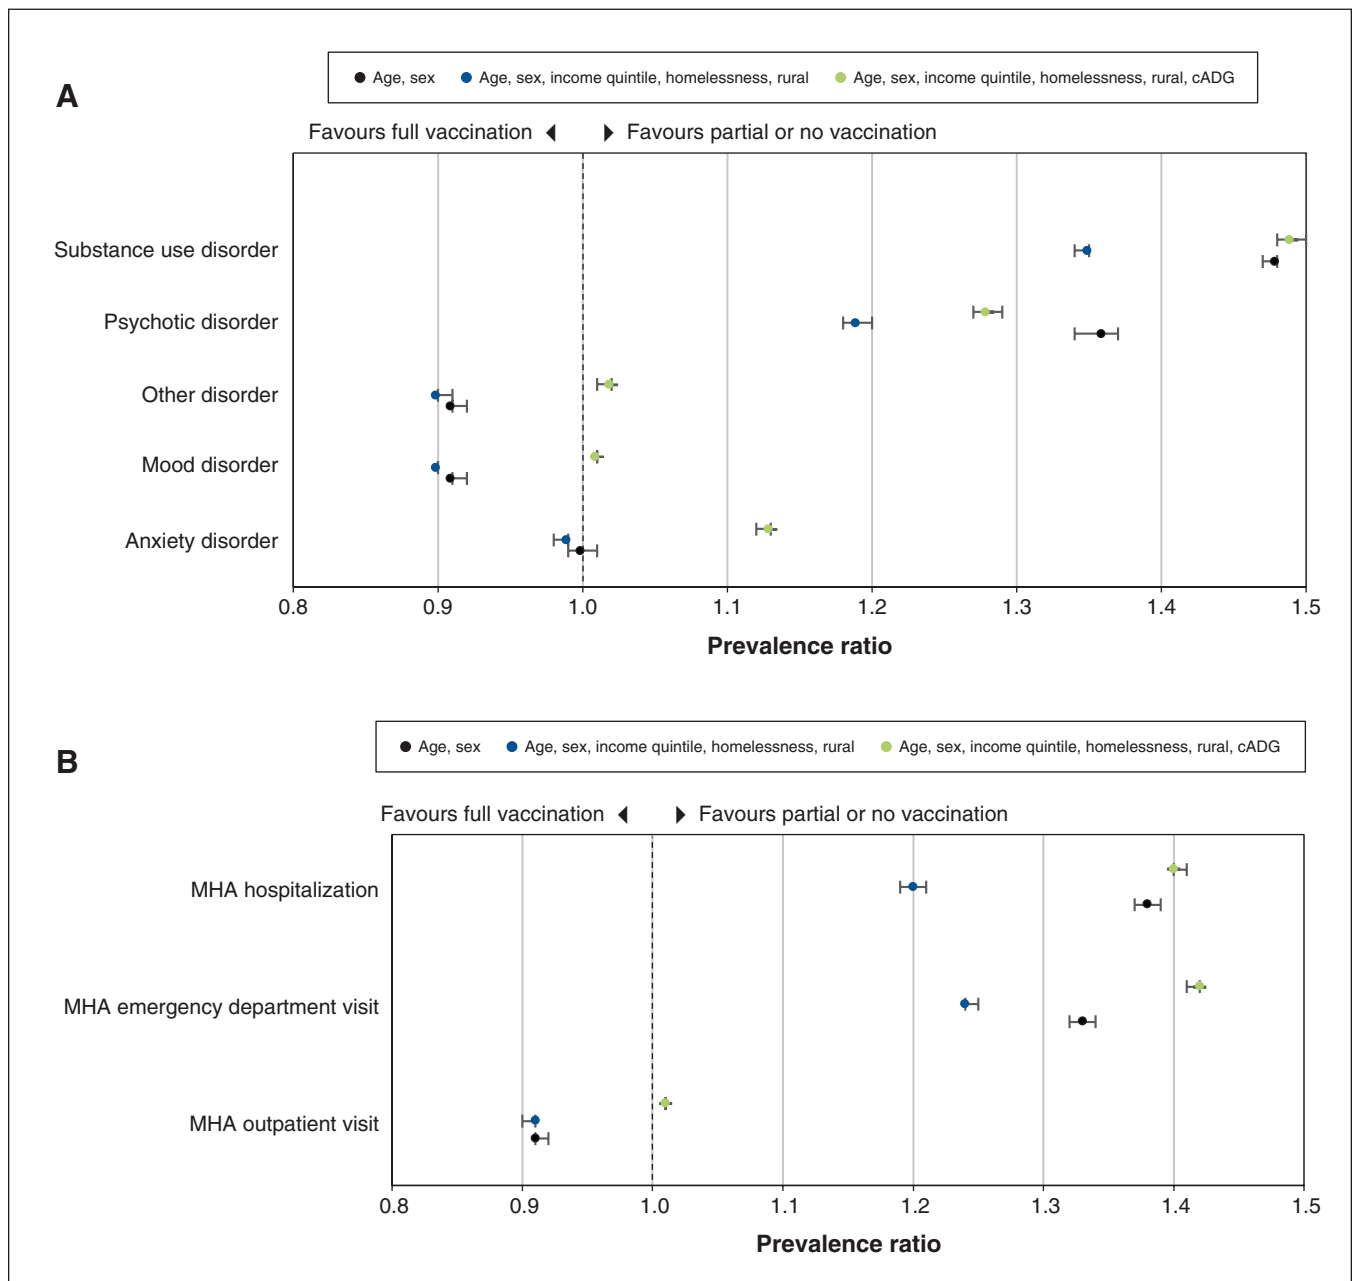 A
Age, sex
Age, sex, income quintile, homelessness, rural
Age, sex, income quintile, homelessness, rural, cADG
Favours full vaccination
Favours partial or no vaccination
Substance use disorder
Psychotic disorder
Other disorder
Mood disorder
Anxiety disorder
0.8 0.9 1.0 1.1 1.2 1.3 1.4 1.5
Prevalence ratio
B
Age, sex
Age, sex, income quintile, homelessness, rural
Age, sex, income quintile, homelessness, rural, cADG
Favours full vaccination
Favours partial or no vaccination
MHA hospitalization
MHA emergency department visit
MHA outpatient visit
0.8 0.9 1.0 1.1 1.2 1.3 1.4 1.5
Prevalence ratio